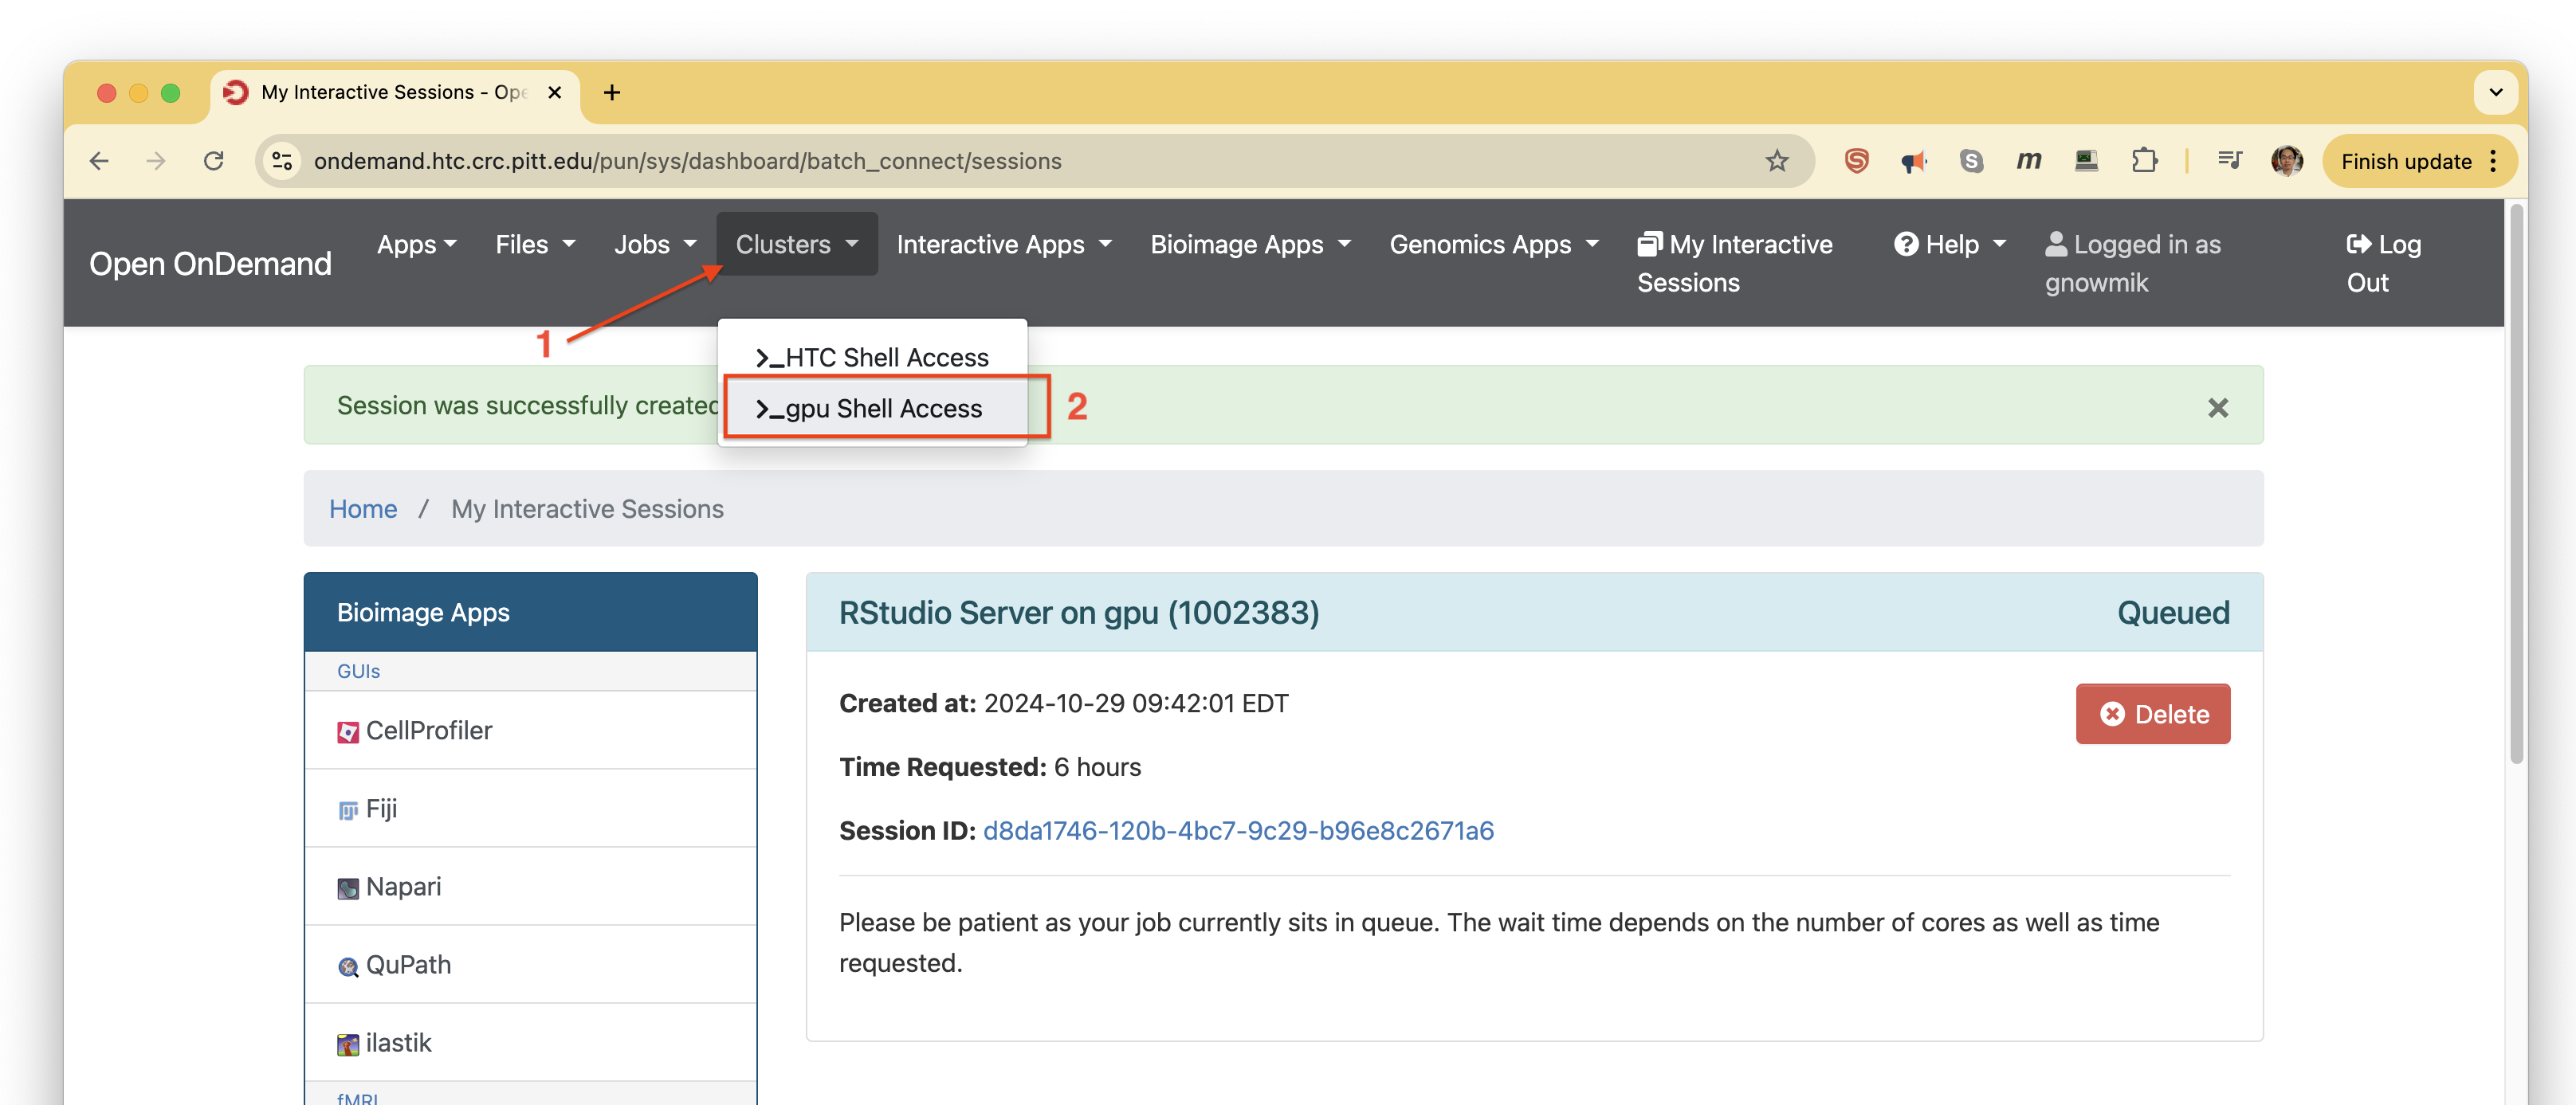 My Interactive Sessions - Ope
ondemand.htc.crc.pitt.edu/pun/sys/dashboard/batch_connect/sessions
Finish update
Open OnDemand
Apps
Files
Jobs
Clusters
Interactive Apps
Bioimage Apps
Genomics Apps
My Interactive
Sessions
Help
Logged in as
gnowmik
Log
Out
1
>_HTC Shell Access
>_gpu Shell Access
2
Session was successfully created
Home / My Interactive Sessions
Bioimage Apps
GUIs
CellProfiler
Fiji
Napari
QuPath
ilastik
fMRI
RStudio Server on gpu (1002383)
Queued
Created at: 2024-10-29 09:42:01 EDT
Delete
Time Requested: 6 hours
Session ID: d8da1746-120b-4bc7-9c29-b96e8c2671a6
Please be patient as your job currently sits in queue. The wait time depends on the number of cores as well as time
requested.